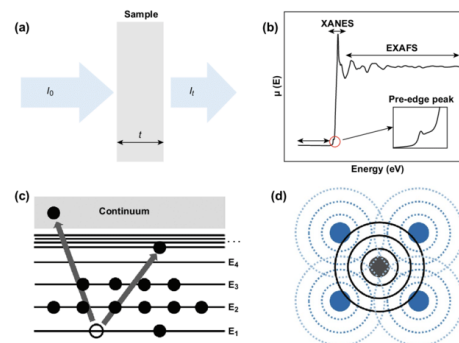 (a)
Sample
I₀
Iₜ
t
(b)
XANES
EXAFS
μ (E)
Pre-edge peak
Energy (eV)
(c)
Continuum
...
E₄
E₃
E₂
E₁
(d)